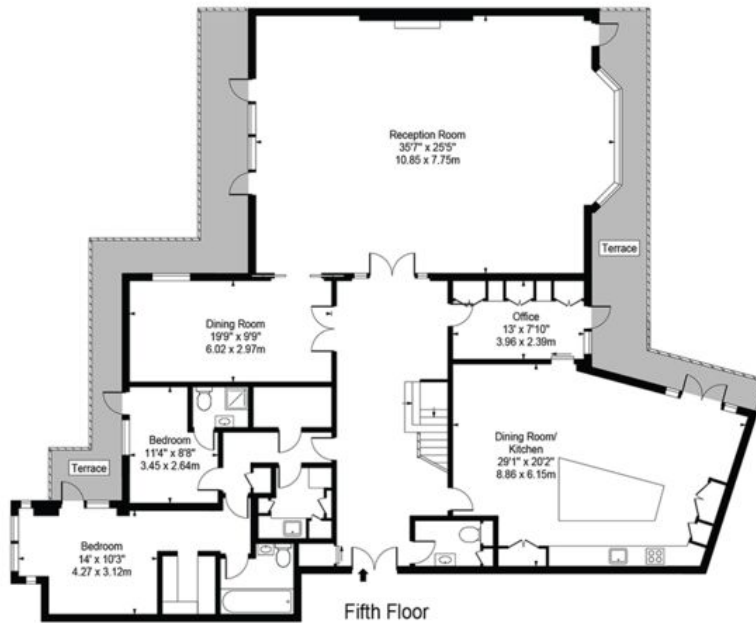 Reception Room
35'7" x 25'5"
10.85 x 7.75m
Terrace
Dining Room
19'9" x 9'9"
6.02 x 2.97m
Office
13' x 7'10"
3.96 x 2.39m
Bedroom
11'4" x 8'8"
3.45 x 2.64m
Dining Room/
Kitchen
29'1" x 20'2"
8.86 x 6.15m
Terrace
Bedroom
14' x 10'3"
4.27 x 3.12m
Fifth Floor